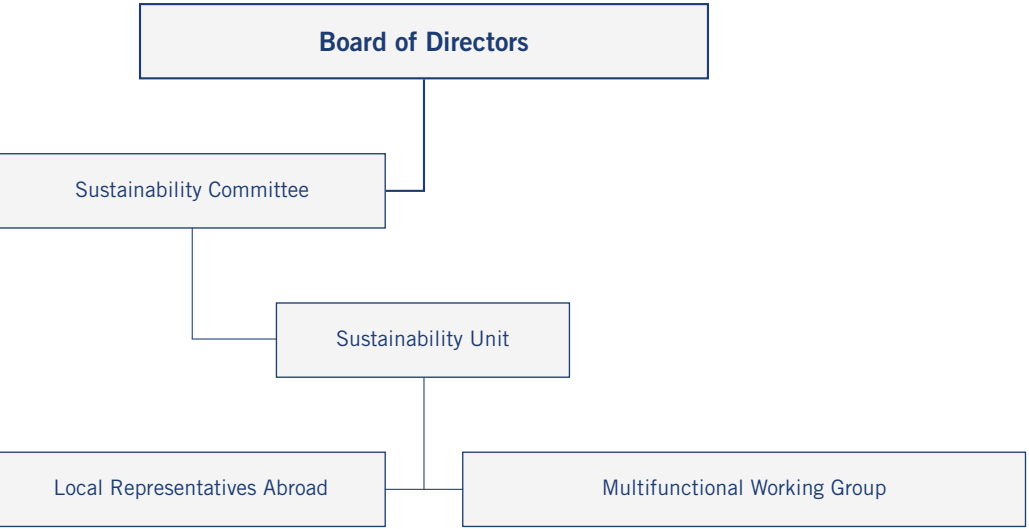 Board of Directors
Sustainability Committee
Sustainability Unit
Local Representatives Abroad
Multifunctional Working Group